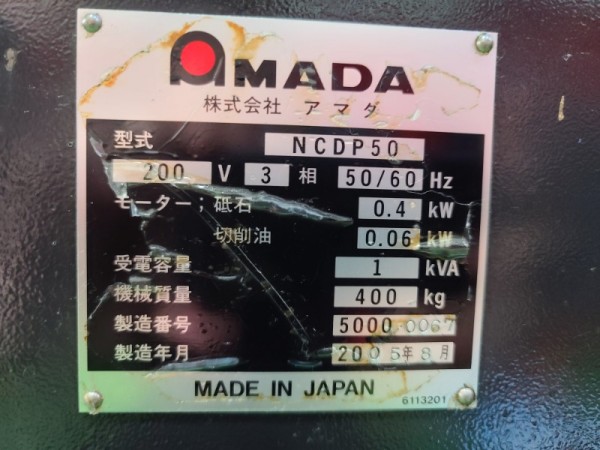 AMADA
株式会社 アマダ
型式 NCDP50
200 V 3 相 50/60 Hz
モーター; 砥石 0.4 kW
切削油 0.06 kW
受電容量 1 kVA
機械質量 400 kg
製造番号 5000 0067
製造年月 2005年8月
MADE IN JAPAN
6113201